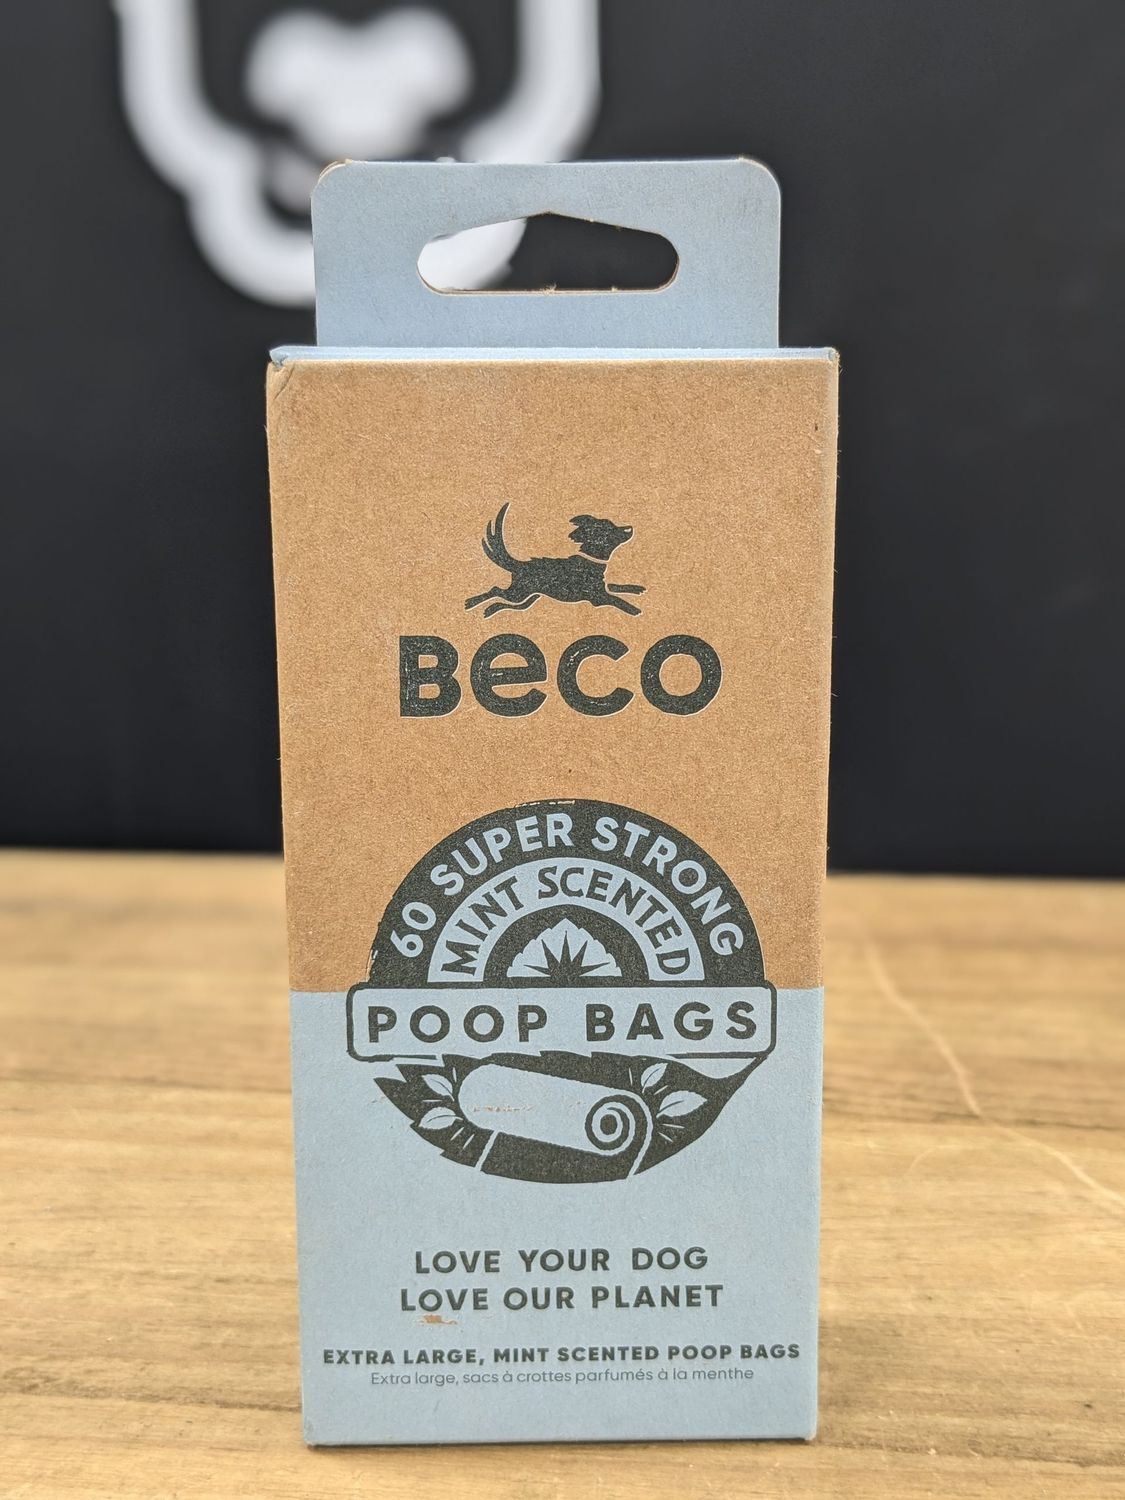 Beco
60 SUPER STRONG
MINT SCENTED
POOP BAGS
LOVE YOUR DOG
LOVE OUR PLANET
EXTRA LARGE, MINT SCENTED POOP BAGS
Extra large, sacs à crottes parfumés à la menthe